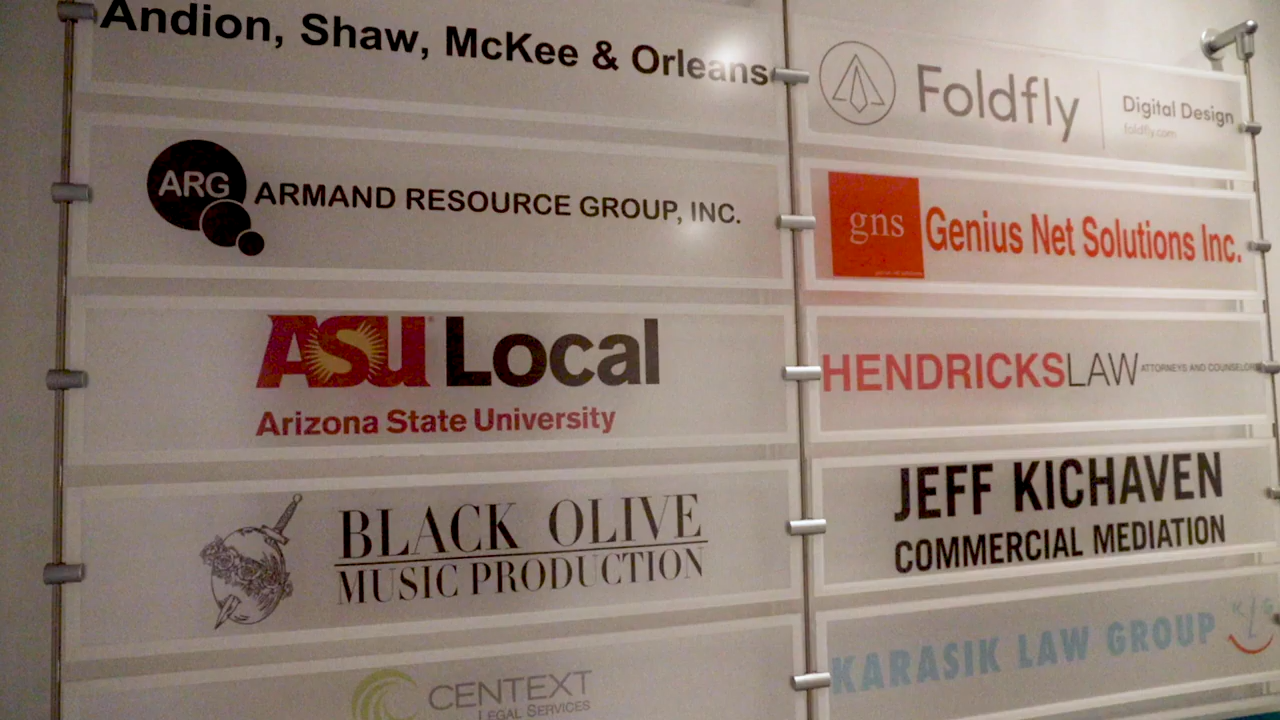 Andion, Shaw, McKee & Orleans
ARG
ARMAND RESOURCE GROUP, INC.
ASU Local
Arizona State University
BLACK OLIVE
MUSIC PRODUCTION
CENTEXT
LEGAL SERVICES
Foldfly
Digital Design
foldfly.com
gns
Genius Net Solutions Inc.
HENDRICKSLAW
ATTORNEYS AND COUNSELORS
JEFF KICHAVEN
COMMERCIAL MEDIATION
KARASIK LAW GROUP
K L G